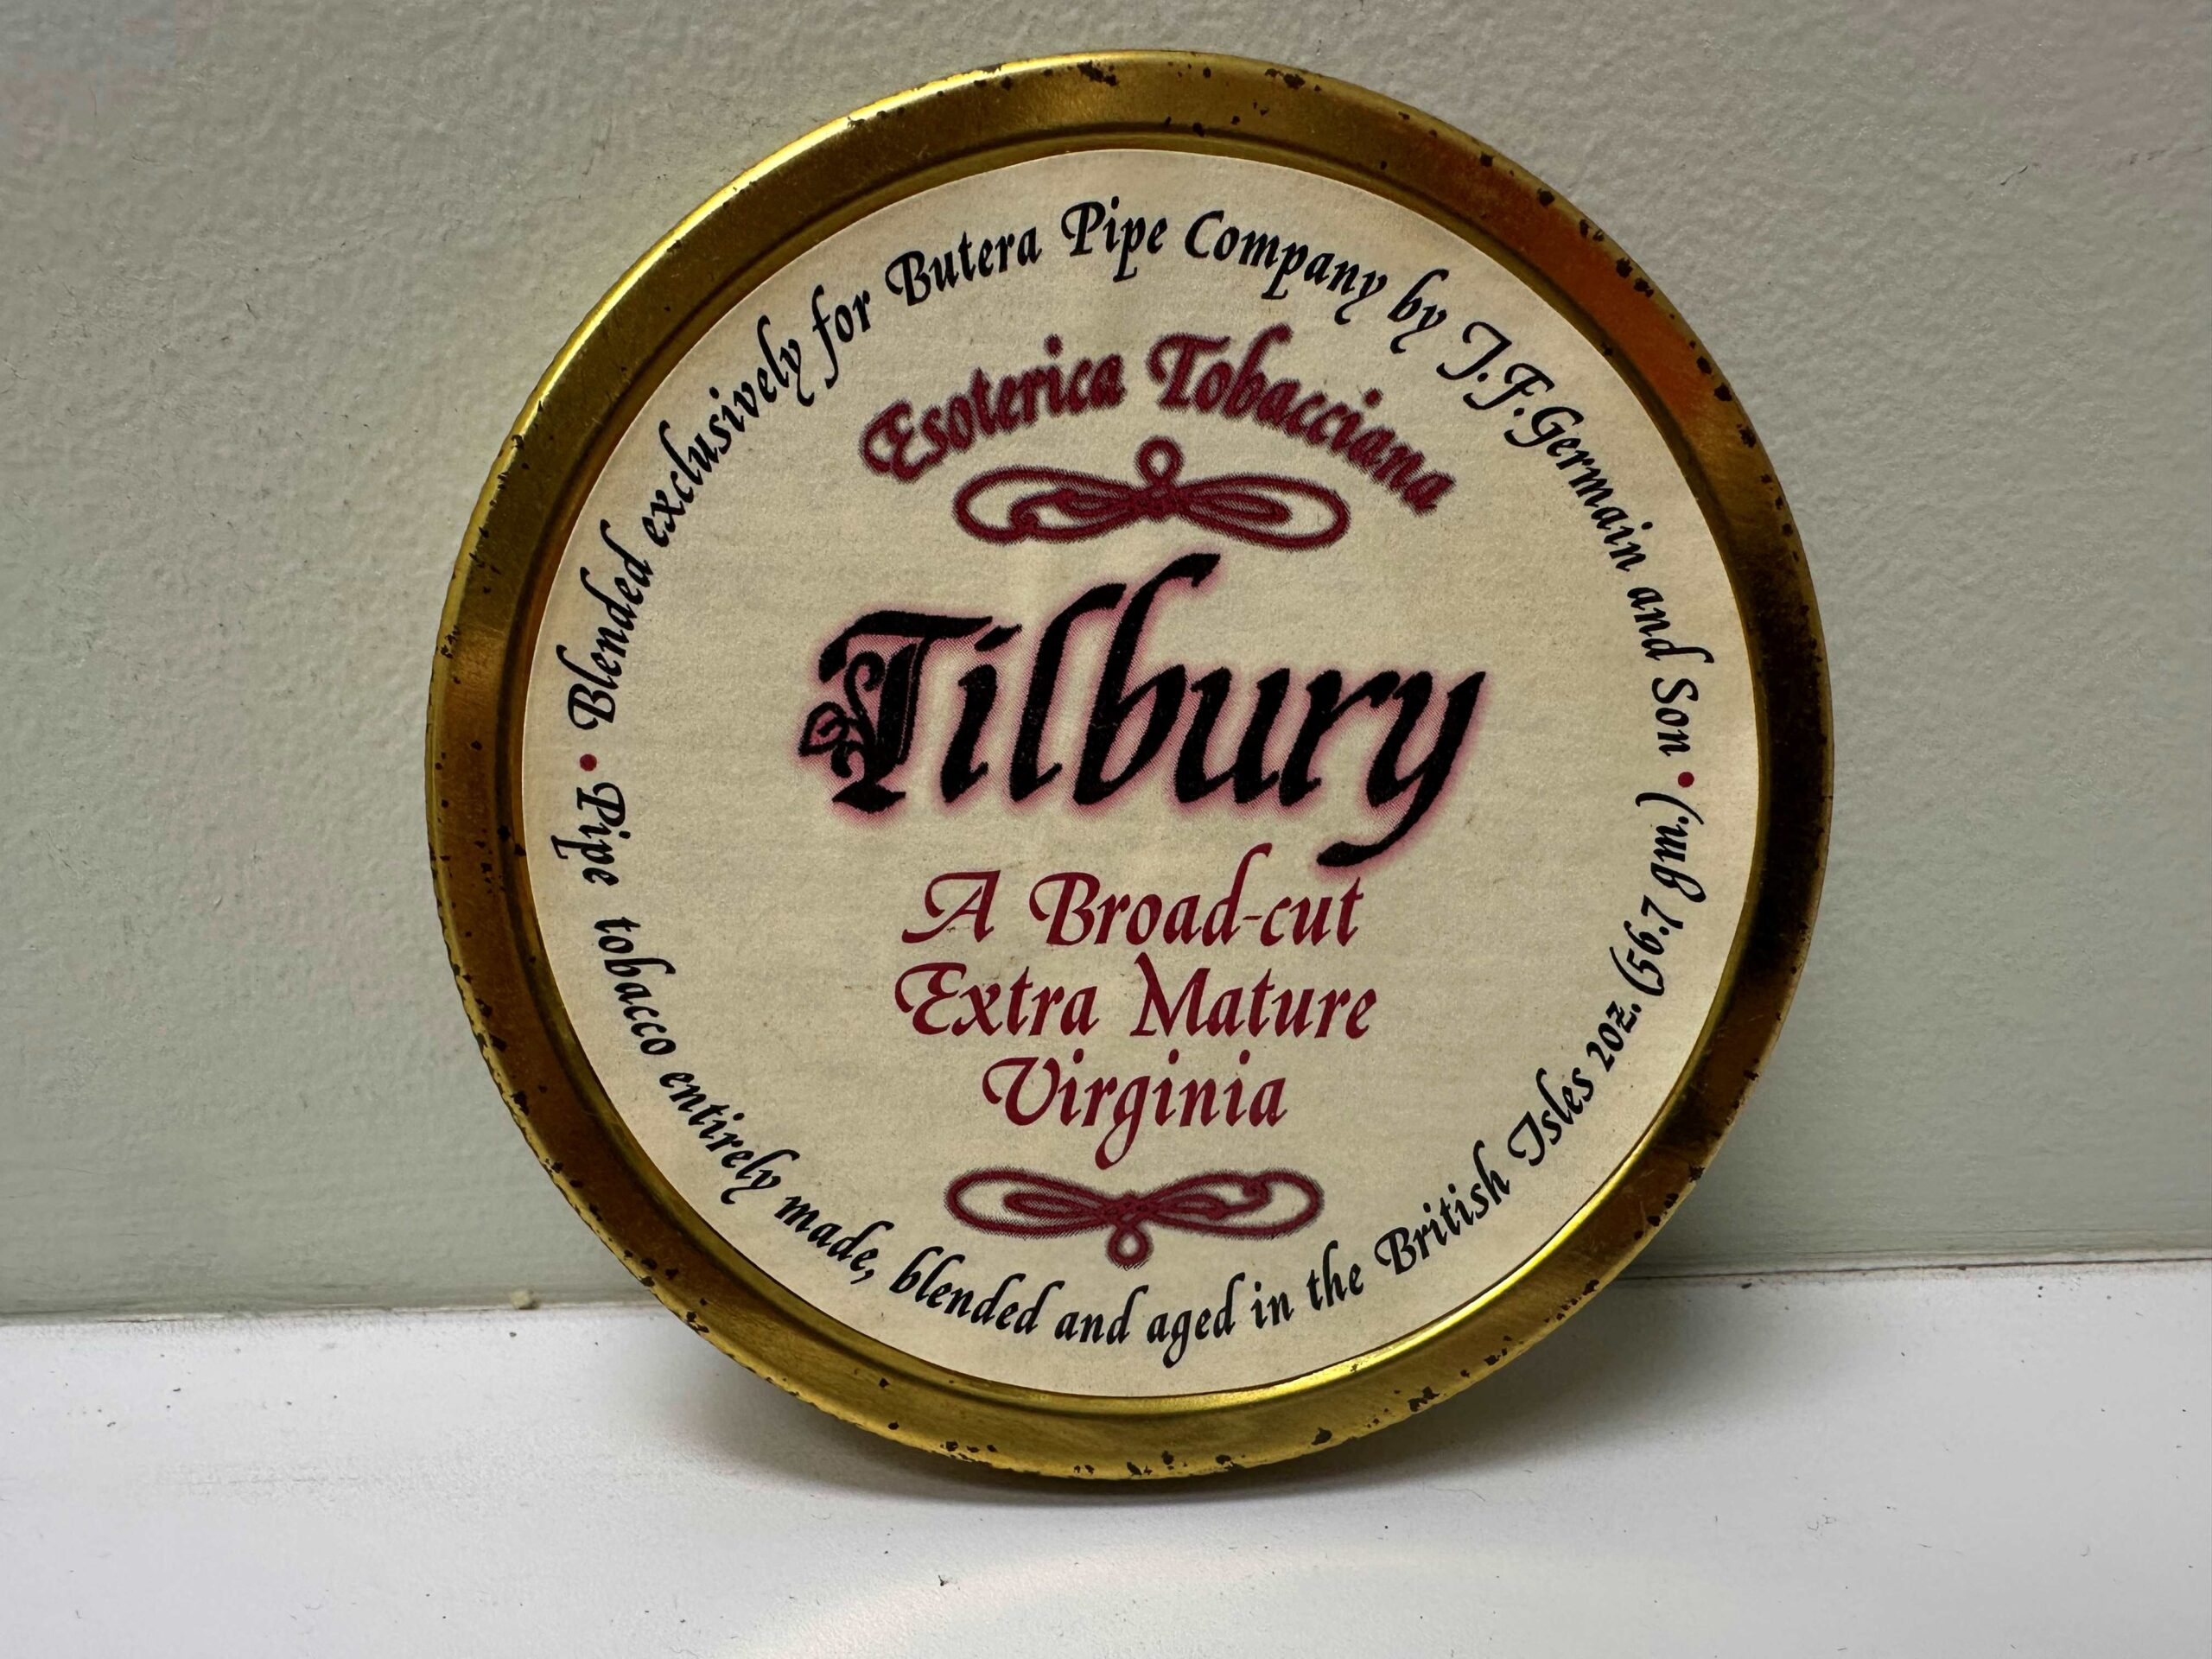 Blended exclusively for Butera Pipe Company by J.F. Germain and Son •
Esoterica Tobacciana
Tilbury
A Broad-cut
Extra Mature
Virginia
Pipe tobacco entirely made, blended and aged in the British Isles 2oz. (56.7 gm.) •